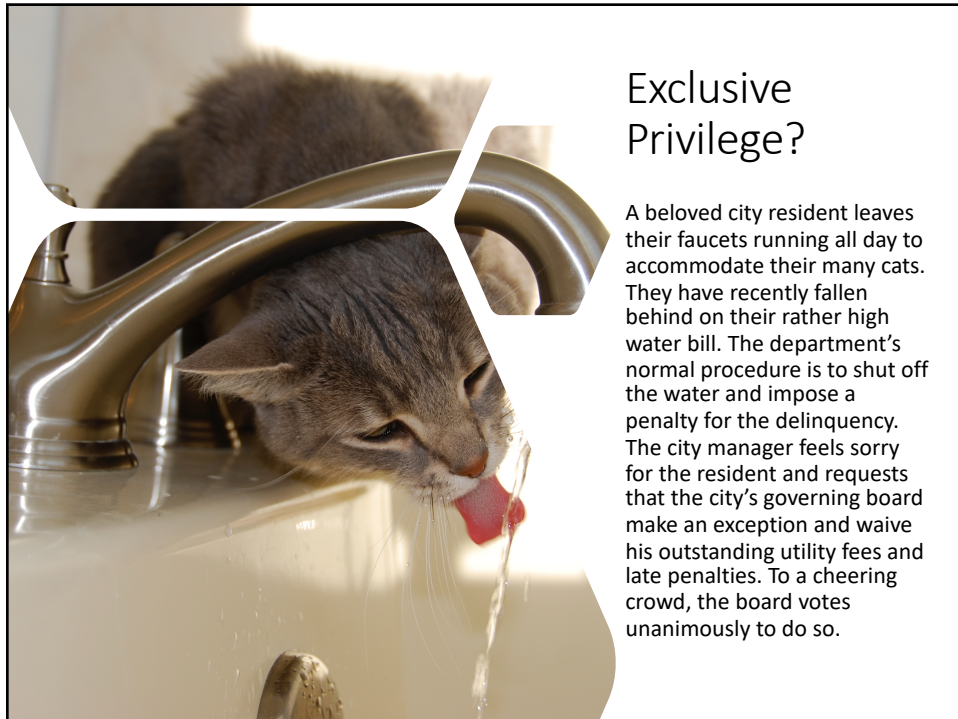 Exclusive
Privilege?
A beloved city resident leaves
their faucets running all day to
accommodate their many cats.
They have recently fallen
behind on their rather high
water bill. The department’s
normal procedure is to shut off
the water and impose a
penalty for the delinquency.
The city manager feels sorry
for the resident and requests
that the city’s governing board
make an exception and waive
his outstanding utility fees and
late penalties. To a cheering
crowd, the board votes
unanimously to do so.